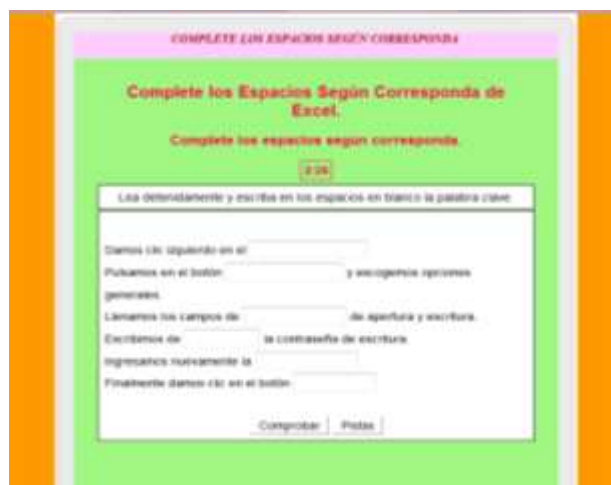 COMPLETE LOS ESPACIOS SEGÚN CORRESPONDA
Complete los Espacios Según Corresponda de
Excel.
Complete los espacios según corresponda.
Lea detenidamente y escriba en los espacios en blanco la palabra clave
Damos clic izquierdo en el
Pulsamos en el botón y escogemos opciones
generales.
Llenamos los campos de de apertura y escritura.
Escribimos de la contraseña de escritura.
Ingresamos nuevamente la
Finalmente damos clic en el botón
Comprobar Pistas